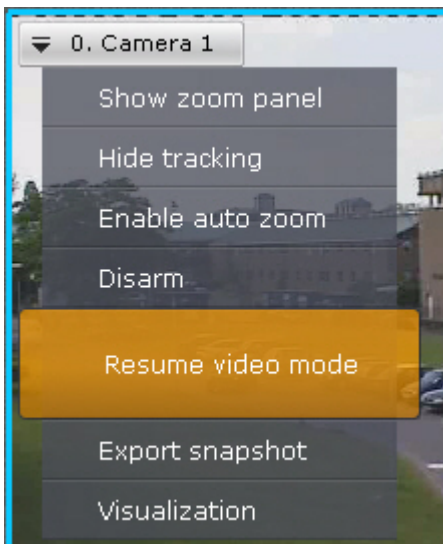 0. Camera 1
Show zoom panel
Hide tracking
Enable auto zoom
Disarm
Resume video mode
Export snapshot
Visualization